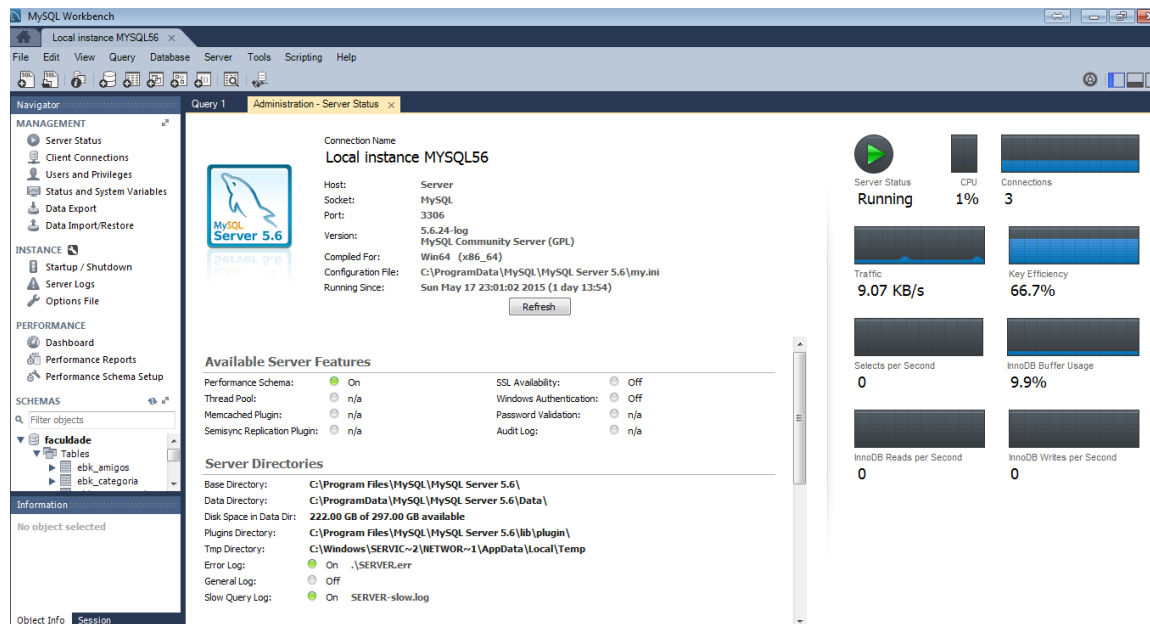 MySQL Workbench
Local instance MYSQL56
File Edit View Query Database Server Tools Scripting Help
Navigator
MANAGEMENT
Server Status
Client Connections
Users and Privileges
Status and System Variables
Data Export
Data Import/Restore
INSTANCE
Startup / Shutdown
Server Logs
Options File
PERFORMANCE
Dashboard
Performance Reports
Performance Schema Setup
SCHEMAS
Filter objects
faculdade
Tables
ebk_amigos
ebk_categoria
Information
No object selected
Object Info Session
Query 1 Administration - Server Status
MySQL
Server 5.6
Connection Name
Local instance MYSQL56
Host: Server
Socket: MySQL
Port: 3306
Version: 5.6.24-log
MySQL Community Server (GPL)
Compiled For: Win64 (x86_64)
Configuration File: C:\ProgramData\MySQL\MySQL Server 5.6\my.ini
Running Since: Sun May 17 23:01:02 2015 (1 day 13:54)
Refresh
Available Server Features
Performance Schema: On SSL Availability: Off
Thread Pool: n/a Windows Authentication: Off
Memcached Plugin: n/a Password Validation: n/a
Semisync Replication Plugin: n/a Audit Log: n/a
Server Directories
Base Directory: C:\Program Files\MySQL\MySQL Server 5.6\
Data Directory: C:\ProgramData\MySQL\MySQL Server 5.6\Data\
Disk Space in Data Dir: 222.00 GB of 297.00 GB available
Plugins Directory: C:\Program Files\MySQL\MySQL Server 5.6\lib\plugin\
Tmp Directory: C:\Windows\SERVIC~2\NETWOR~1\AppData\Local\Temp
Error Log: On .\SERVER.err
General Log: Off
Slow Query Log: On SERVER-slow.log
Server Status CPU Connections
Running 1% 3
Traffic Key Efficiency
9.07 KB/s 66.7%
Selects per Second InnoDB Buffer Usage
0 9.9%
InnoDB Reads per Second InnoDB Writes per Second
0 0